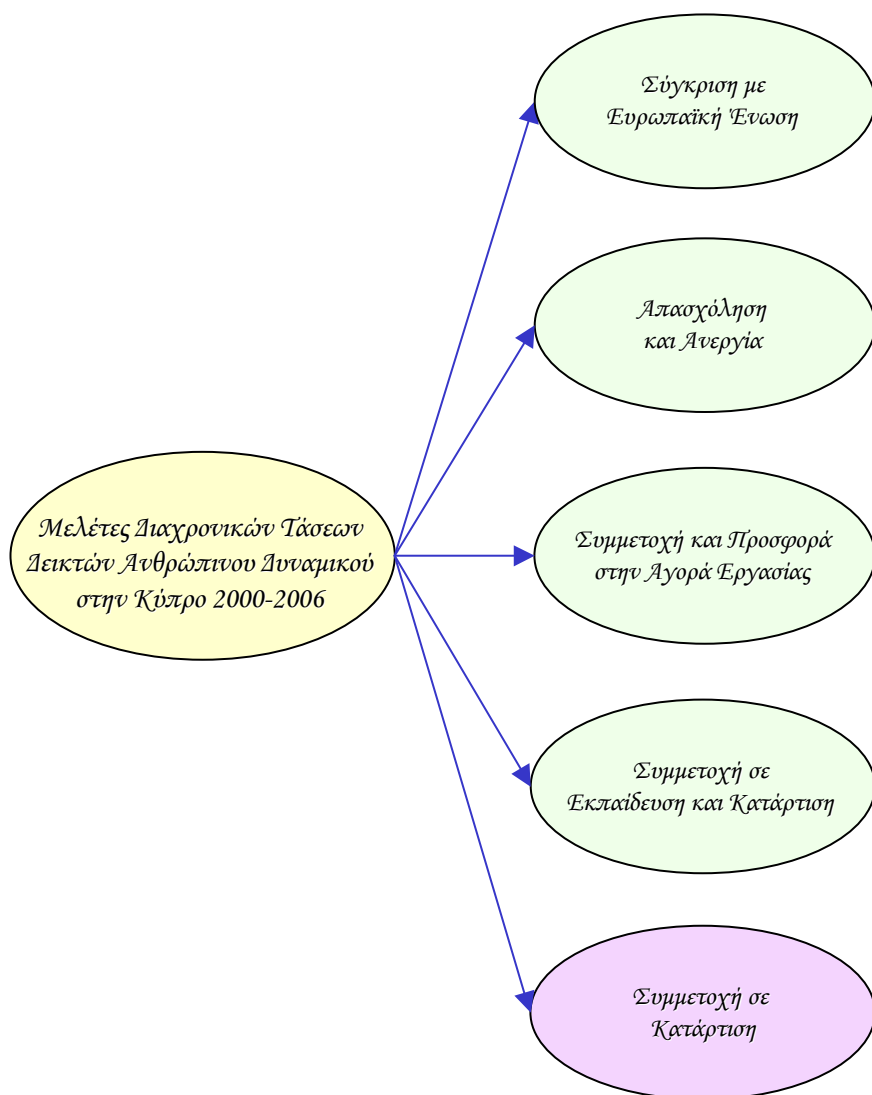 Σύγκριση με
Ευρωπαϊκή Ένωση
Απασχόληση
και Ανεργία
Μελέτες Διαχρονικών Τάσεων
Δεικτών Ανθρώπινου Δυναμικού
στην Κύπρο 2000-2006
Συμμετοχή και Προσφορά
στην Αγορά Εργασίας
Συμμετοχή σε
Εκπαίδευση και Κατάρτιση
Συμμετοχή σε
Κατάρτιση